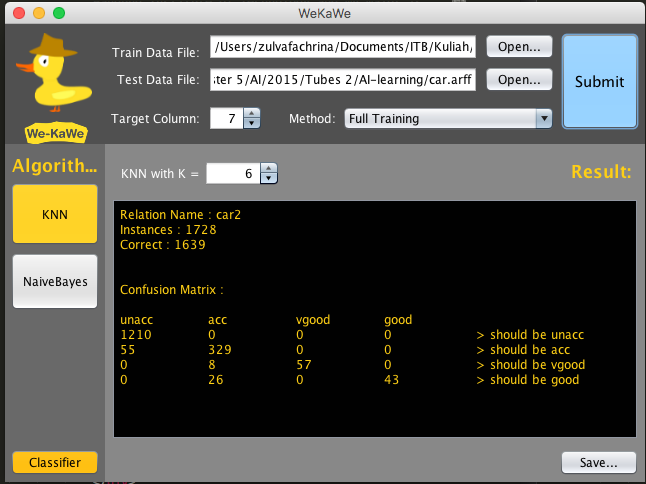 WeKaWe
Train Data File: /Users/zulvafachrina/Documents/ITB/Kuliah/ Open...
Test Data File: ster 5/AI/2015/Tubes 2/AI-learning/car.arff Open...
Submit
Target Column: 7 Method: Full Training
We-KaWe
Algorith...
KNN with K = 6 Result:
KNN
NaiveBayes
Relation Name : car2
Instances : 1728
Correct : 1639
Confusion Matrix :
unacc acc vgood good
1210 0 0 0 > should be unacc
55 329 0 0 > should be acc
0 8 57 0 > should be vgood
0 26 0 43 > should be good
Classifier Save...